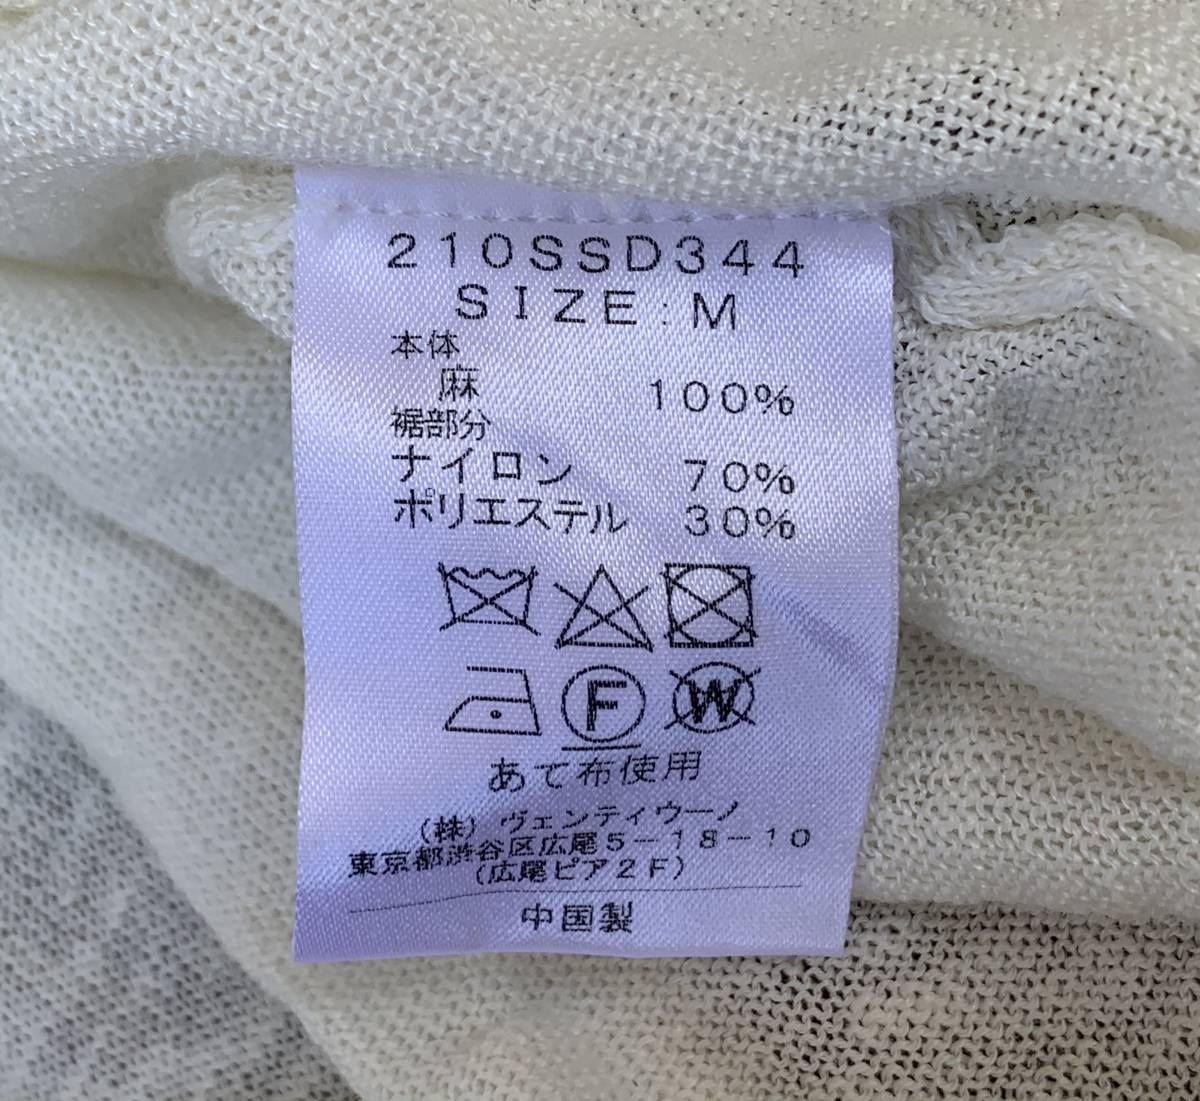 210SSD344
SIZE:M
本体
麻 100%
裾部分
ナイロン 70%
ポリエステル 30%
F W
あて布使用
(株)ヴェンティウーノ
東京都渋谷区広尾5-18-10
(広尾ピア2F)
中国製